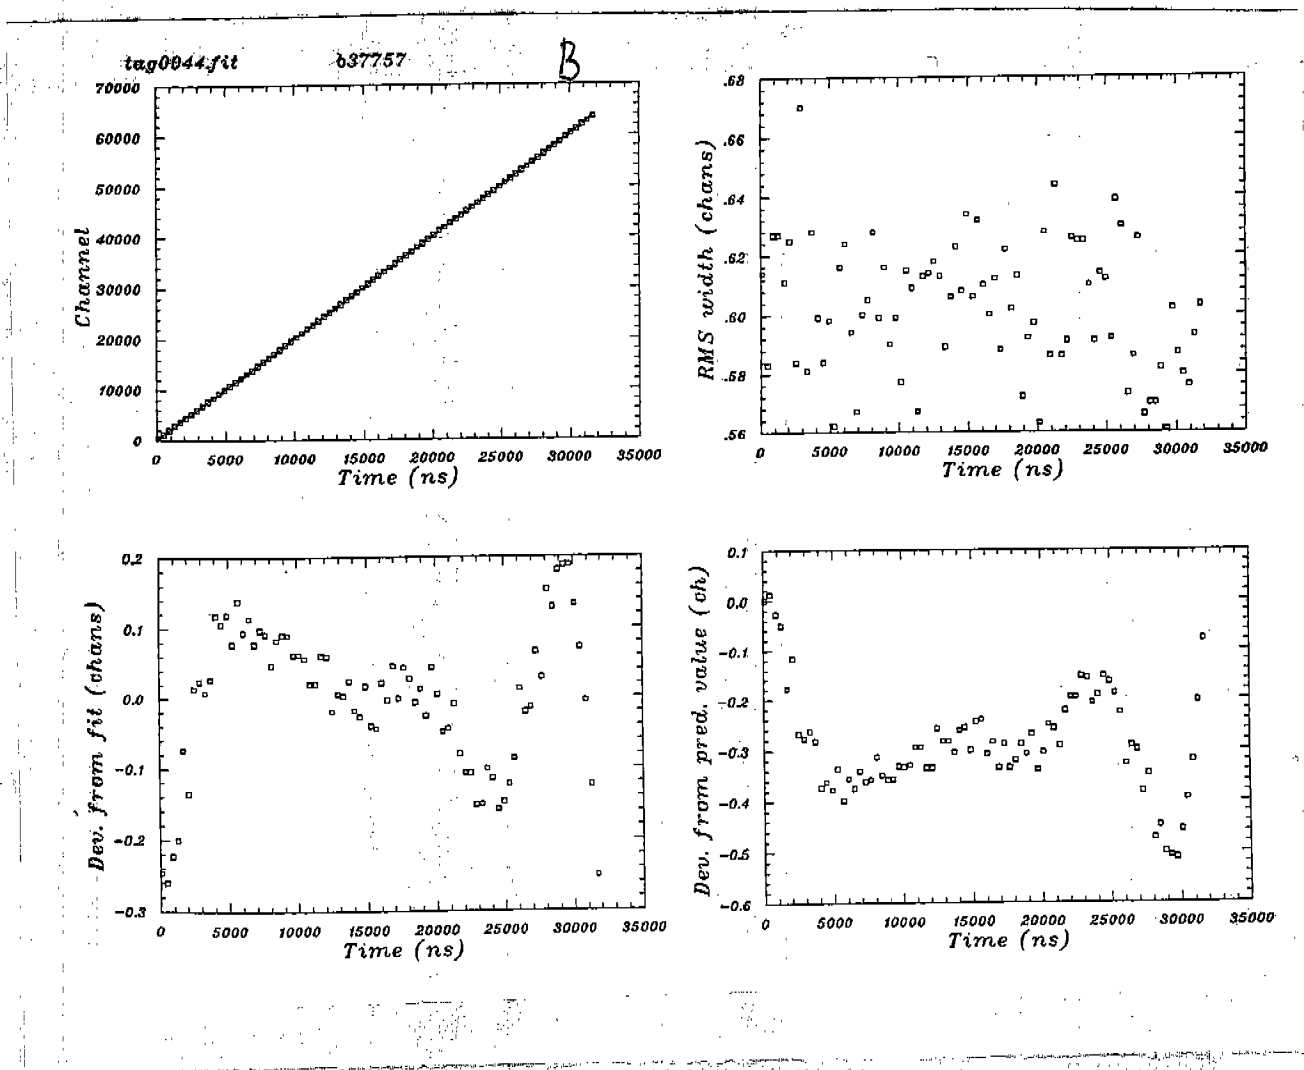 tag0044.fit b37757 B
70000
60000
50000
40000
30000
20000
10000
0
Channel
0 5000 10000 15000 20000 25000 30000 35000
Time (ns)
.68
.66
.64
.62
.60
.58
.56
RMS width (chans)
0 5000 10000 15000 20000 25000 30000 35000
Time (ns)
0.2
0.1
0.0
-0.1
-0.2
-0.3
Dev. from fit (chans)
0 5000 10000 15000 20000 25000 30000 35000
Time (ns)
0.1
0.0
-0.1
-0.2
-0.3
-0.4
-0.5
-0.6
Dev. from pred. value (ch)
0 5000 10000 15000 20000 25000 30000 35000
Time (ns)